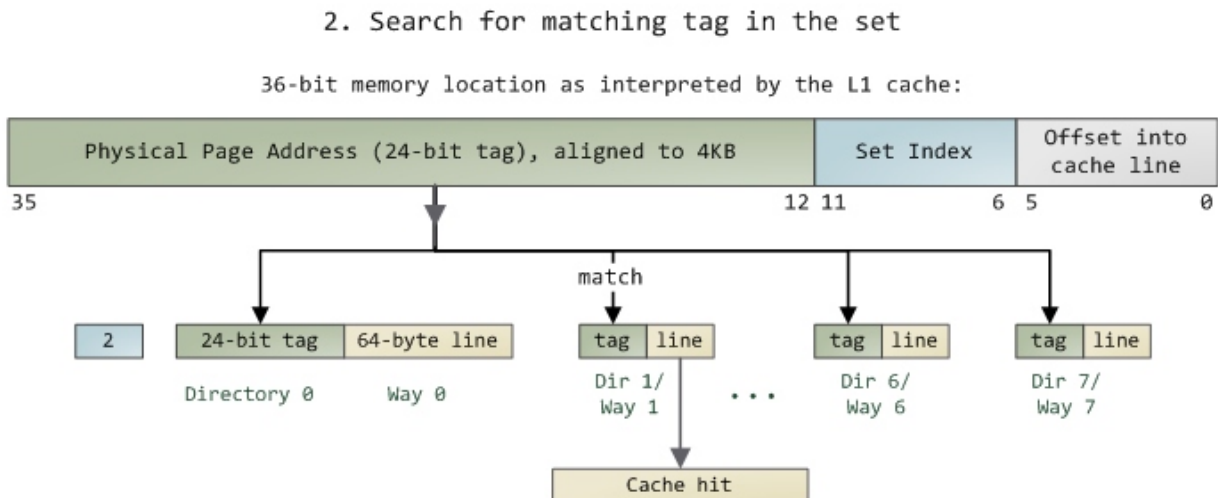 2. Search for matching tag in the set
36-bit memory location as interpreted by the L1 cache:
Physical Page Address (24-bit tag), aligned to 4KB
Set Index
Offset into
cache line
35
12
11
6
5
0
match
2
24-bit tag
64-byte line
tag
line
tag
line
tag
line
Directory 0
Way 0
Dir 1/
Way 1
...
Dir 6/
Way 6
Dir 7/
Way 7
Cache hit